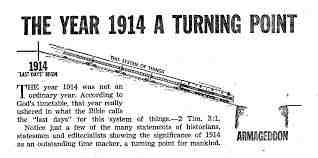 THE YEAR 1914 A TURNING POINT
THIS SYSTEM OF THINGS
1914
"LAST DAYS" BEGIN
THE year 1914 was not an
ordinary year. According to
God's timetable, that year really
ushered in what the Bible calls
the "last days" for this system of things.—2 Tim. 3:1.
Notice just a few of the many statements of historians,
statesmen and editorialists showing the significance of 1914
as an outstanding time marker, a turning point for mankind.
ARMAGEDDON